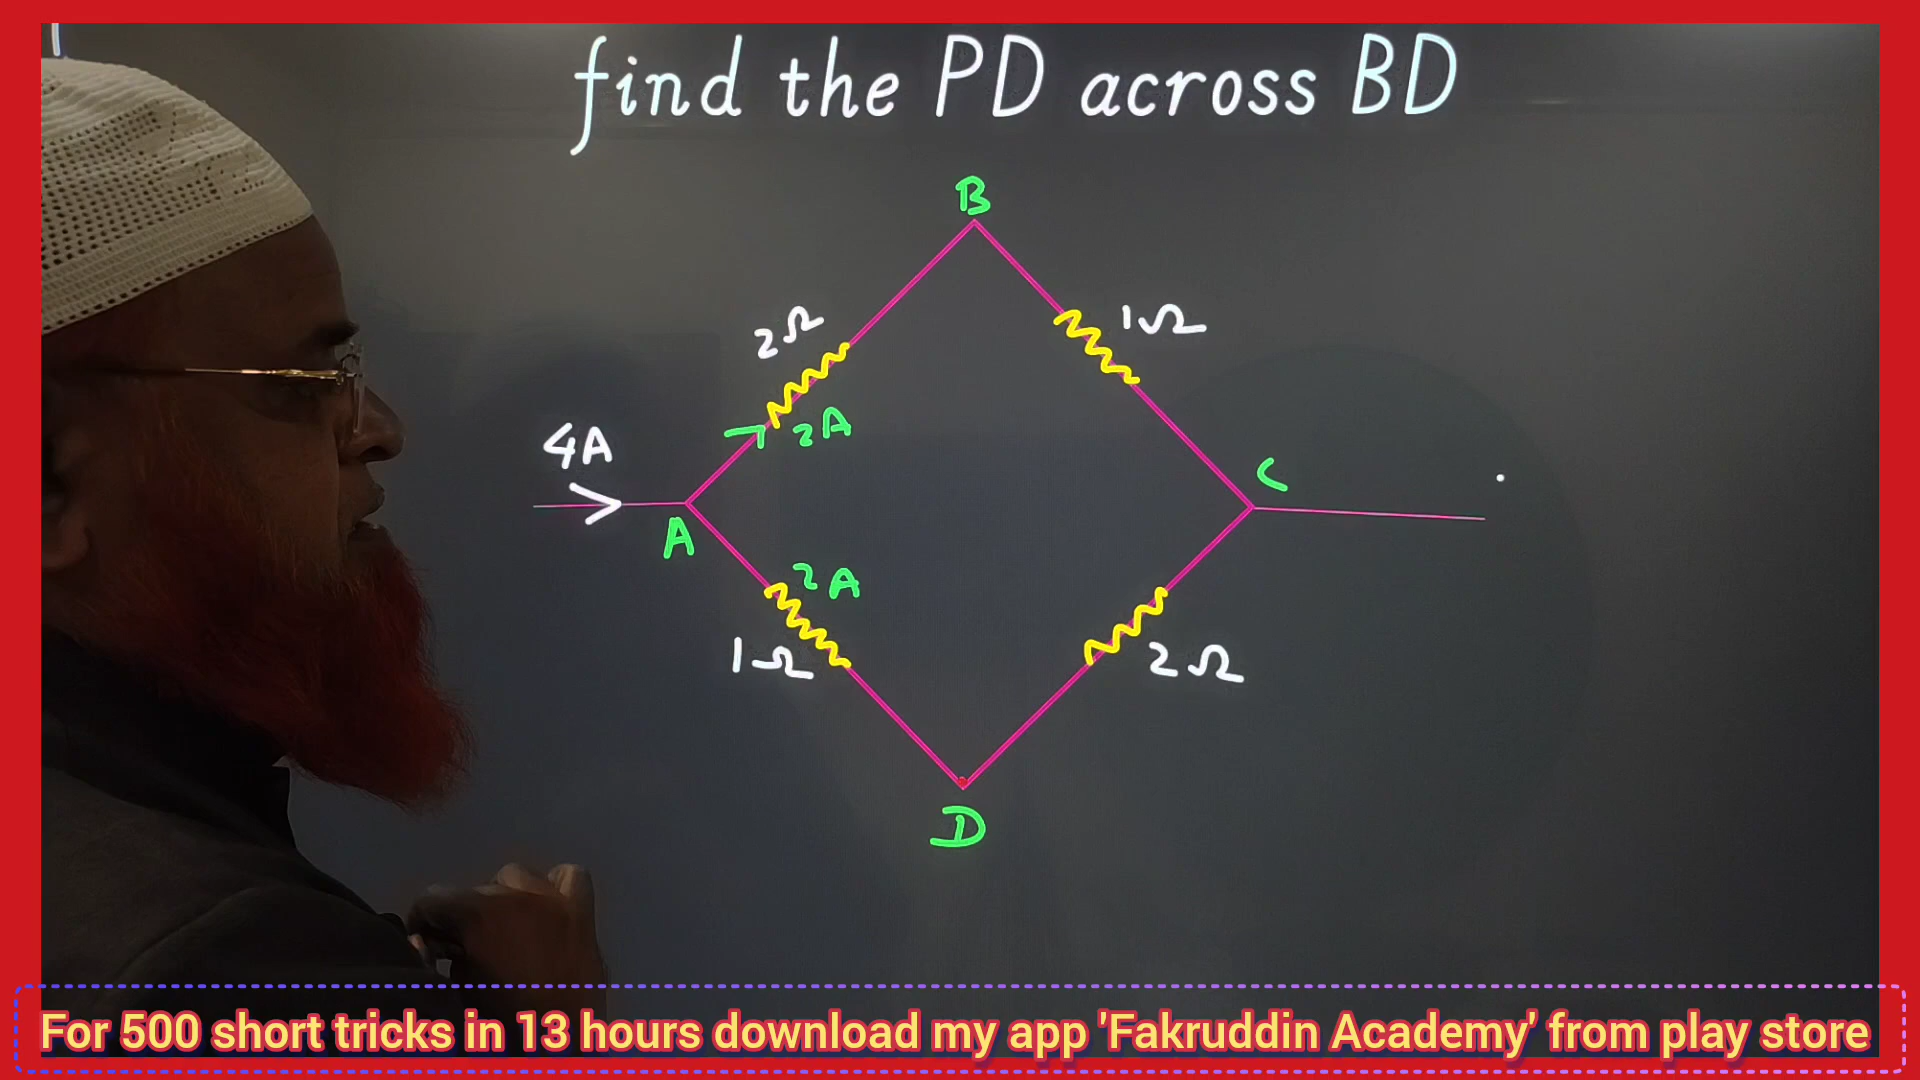 find the PD across BD
B
2Ω
1Ω
2A
4A
C
A
2A
1Ω
2Ω
D
For 500 short tricks in 13 hours download my app 'Fakruddin Academy' from play store